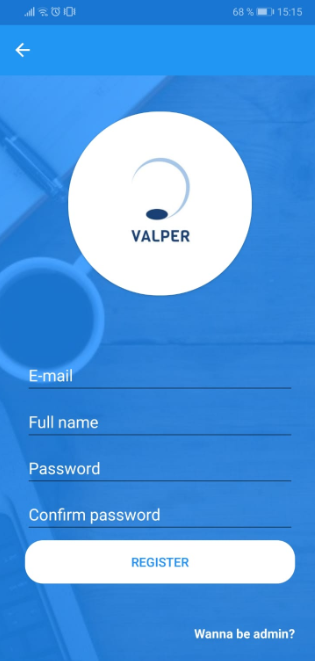 68 % 15:15
VALPER
E-mail
Full name
Password
Confirm password
REGISTER
Wanna be admin?